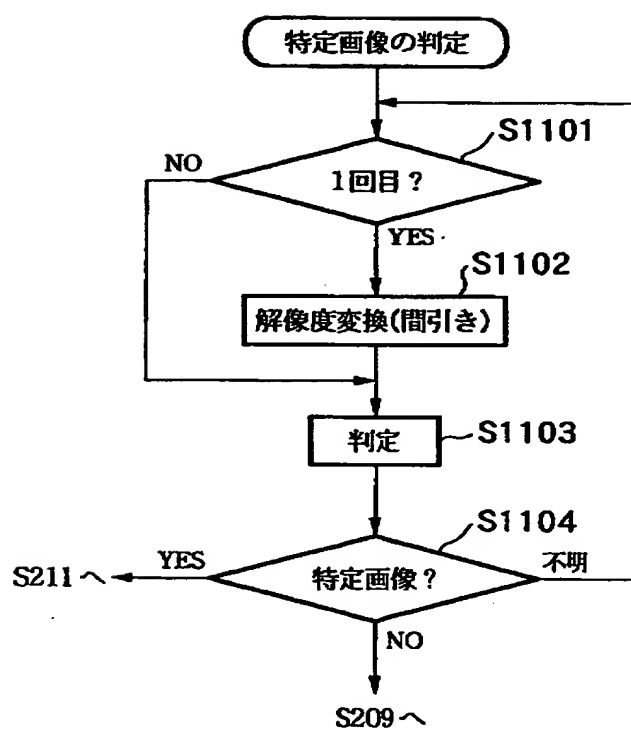 特定画像の判定
S1101
NO
1回目?
YES
S1102
解像度変換(間引き)
判定
S1103
S1104
YES
不明
S211へ
特定画像?
NO
S209へ